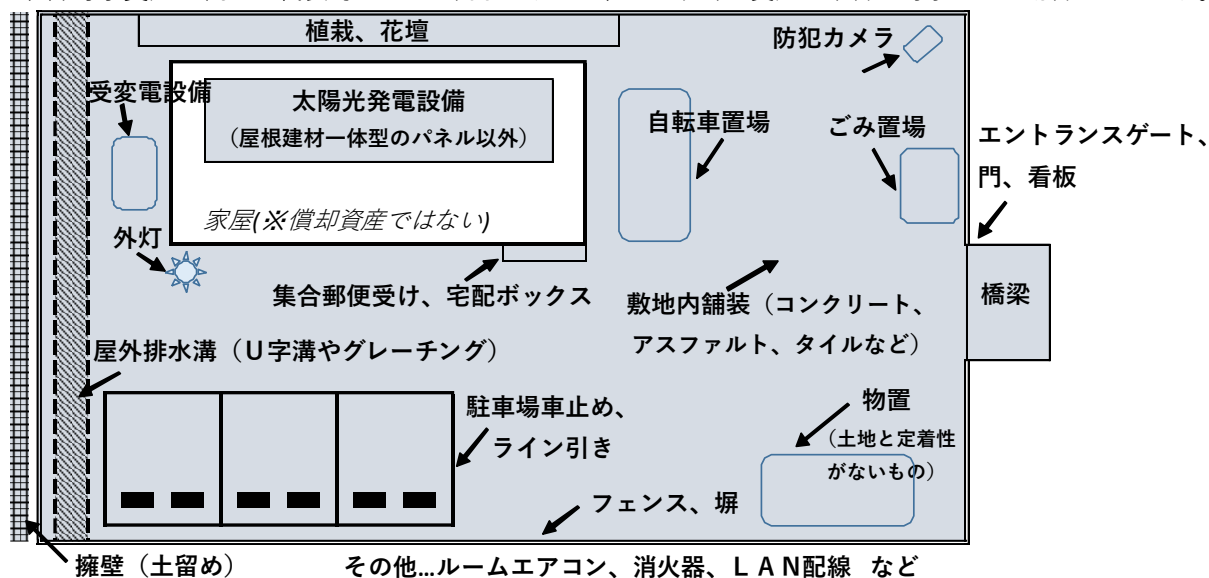 植栽、花壇
防犯カメラ
受変電設備
太陽光発電設備
(屋根建材一体型のパネル以外)
自転車置場
ごみ置場
エントランスゲート、
門、看板
家屋(※償却資産ではない)
外灯
集合郵便受け、宅配ボックス
敷地内舗装（コンクリート、
アスファルト、タイルなど）
橋梁
屋外排水溝（Ｕ字溝やグレーチング）
駐車場車止め、
ライン引き
物置
（土地と定着性
がないもの）
フェンス、塀
擁壁（土留め）
その他…ルームエアコン、消火器、ＬＡＮ配線 など